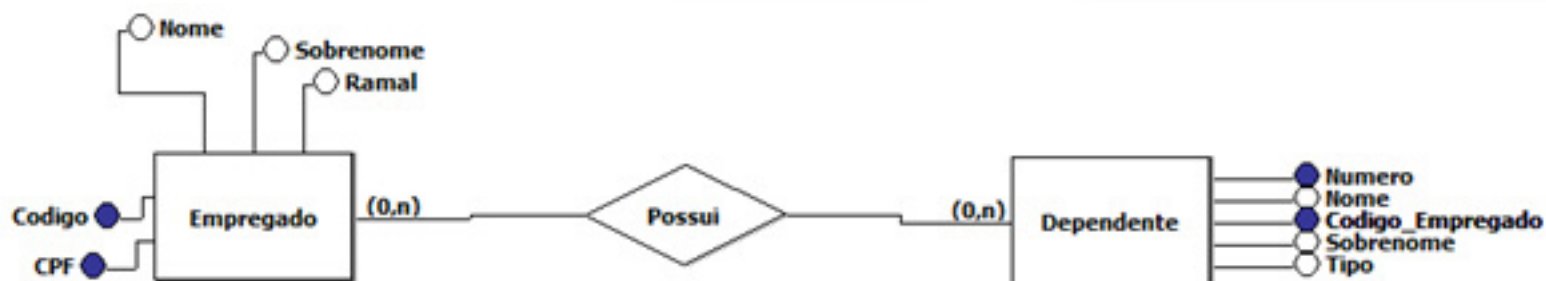 Nome
Sobrenome
Ramal
Codigo
CPF
Empregado
(0,n)
Possui
(0,n)
Dependente
Numero
Nome
Codigo_Empregado
Sobrenome
Tipo